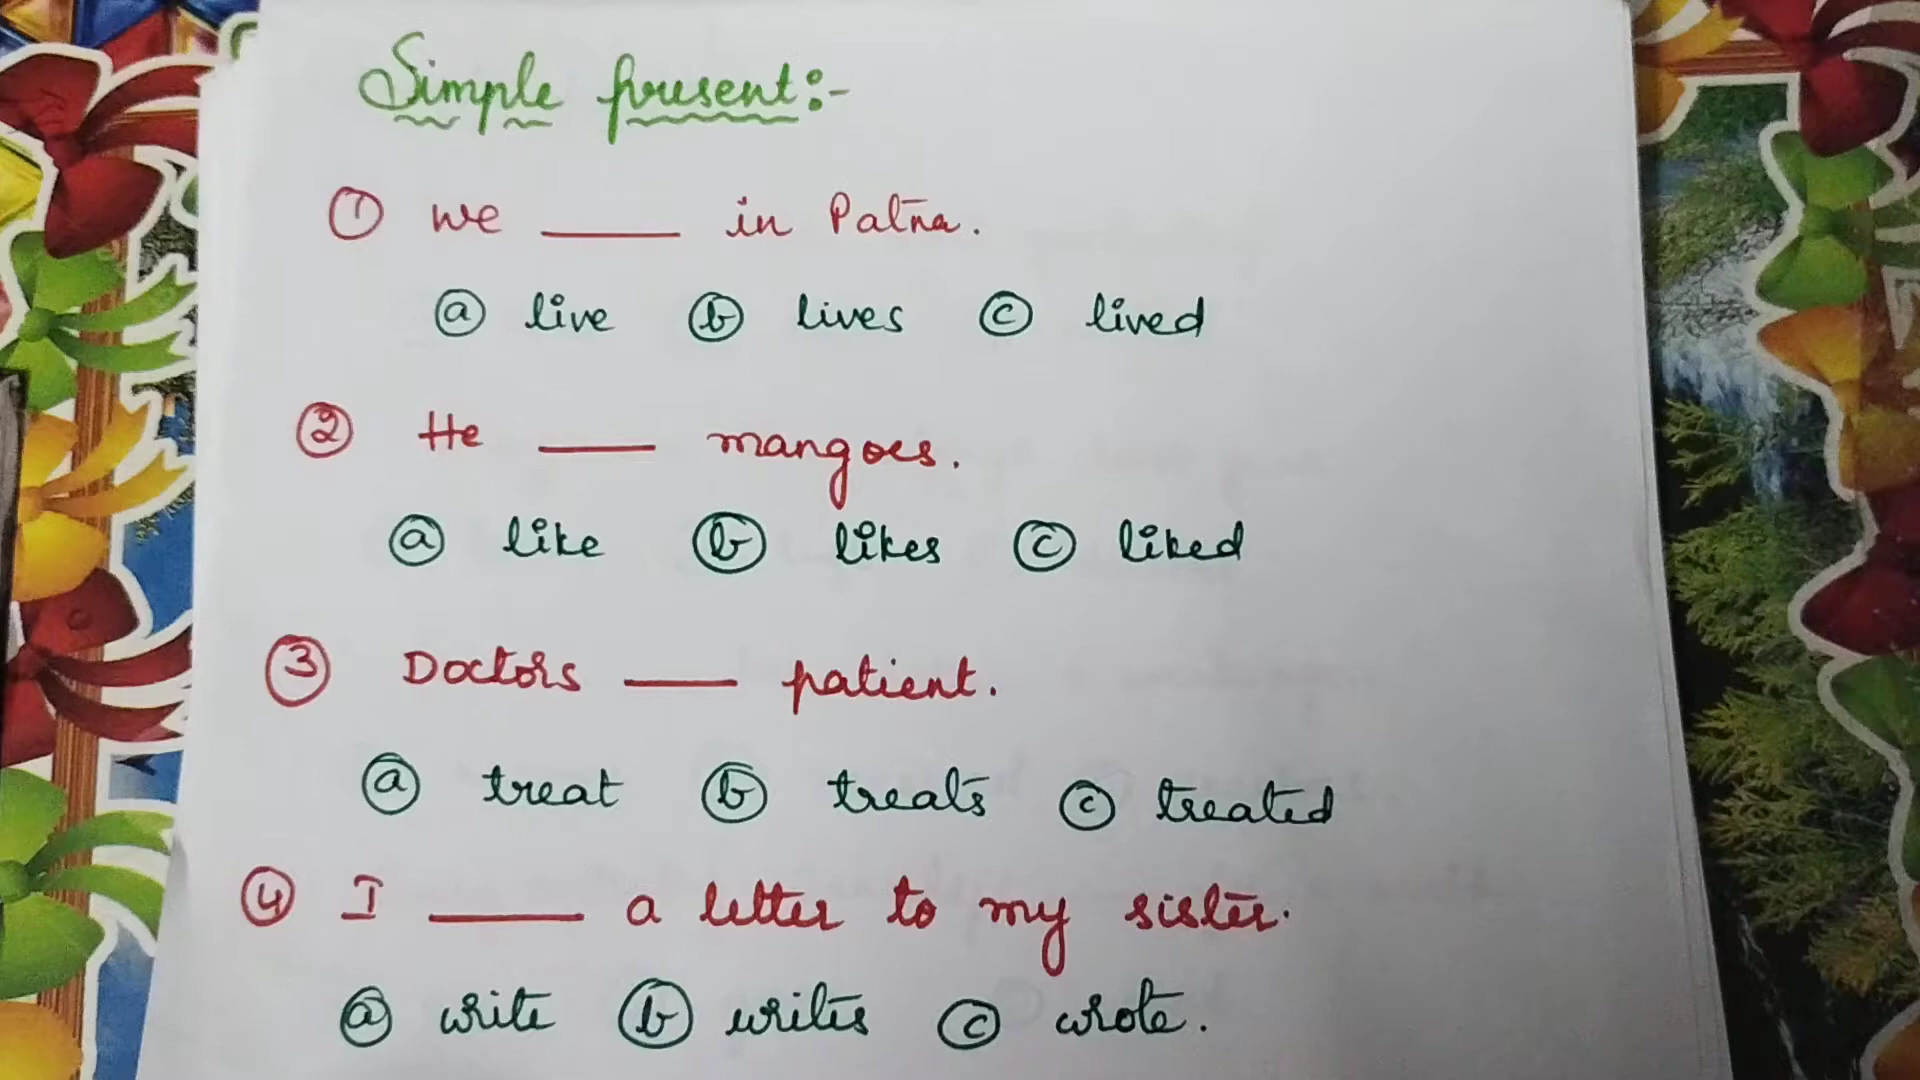 Simple present:-
① We ____ in Patna.
ⓐ live ⓑ lives ⓒ lived
② He ____ mangoes.
ⓐ like ⓑ likes ⓒ liked
③ Doctors ____ patient.
ⓐ treat ⓑ treats ⓒ treated
④ I ____ a letter to my sister.
ⓐ write ⓑ writes ⓒ wrote.